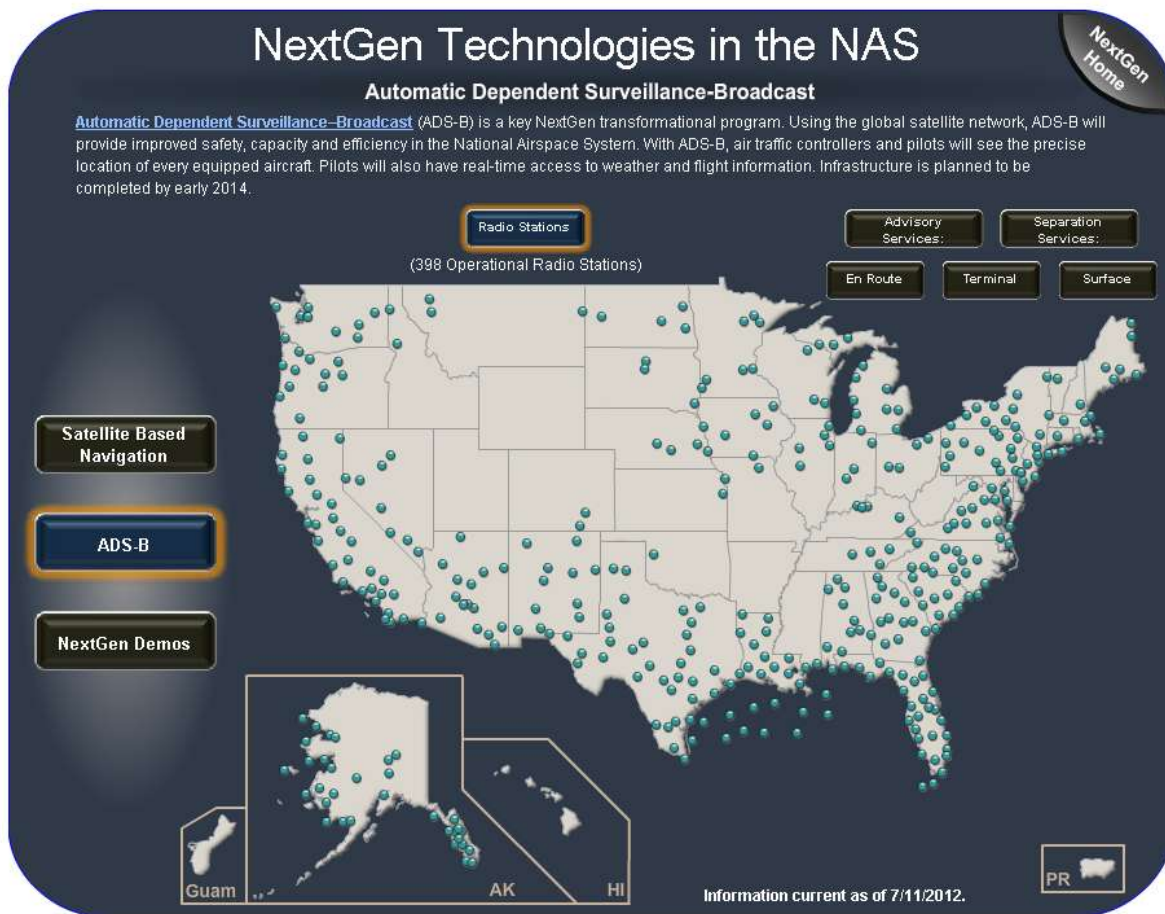 NextGen Technologies in the NAS
NextGen
Home
Automatic Dependent Surveillance-Broadcast
Automatic Dependent Surveillance–Broadcast (ADS-B) is a key NextGen transformational program. Using the global satellite network, ADS-B will
provide improved safety, capacity and efficiency in the National Airspace System. With ADS-B, air traffic controllers and pilots will see the precise
location of every equipped aircraft. Pilots will also have real-time access to weather and flight information. Infrastructure is planned to be
completed by early 2014.
Radio Stations
(398 Operational Radio Stations)
Advisory
Services:
Separation
Services:
En Route
Terminal
Surface
Satellite Based
Navigation
ADS-B
NextGen Demos
Guam
AK
HI
PR
Information current as of 7/11/2012.